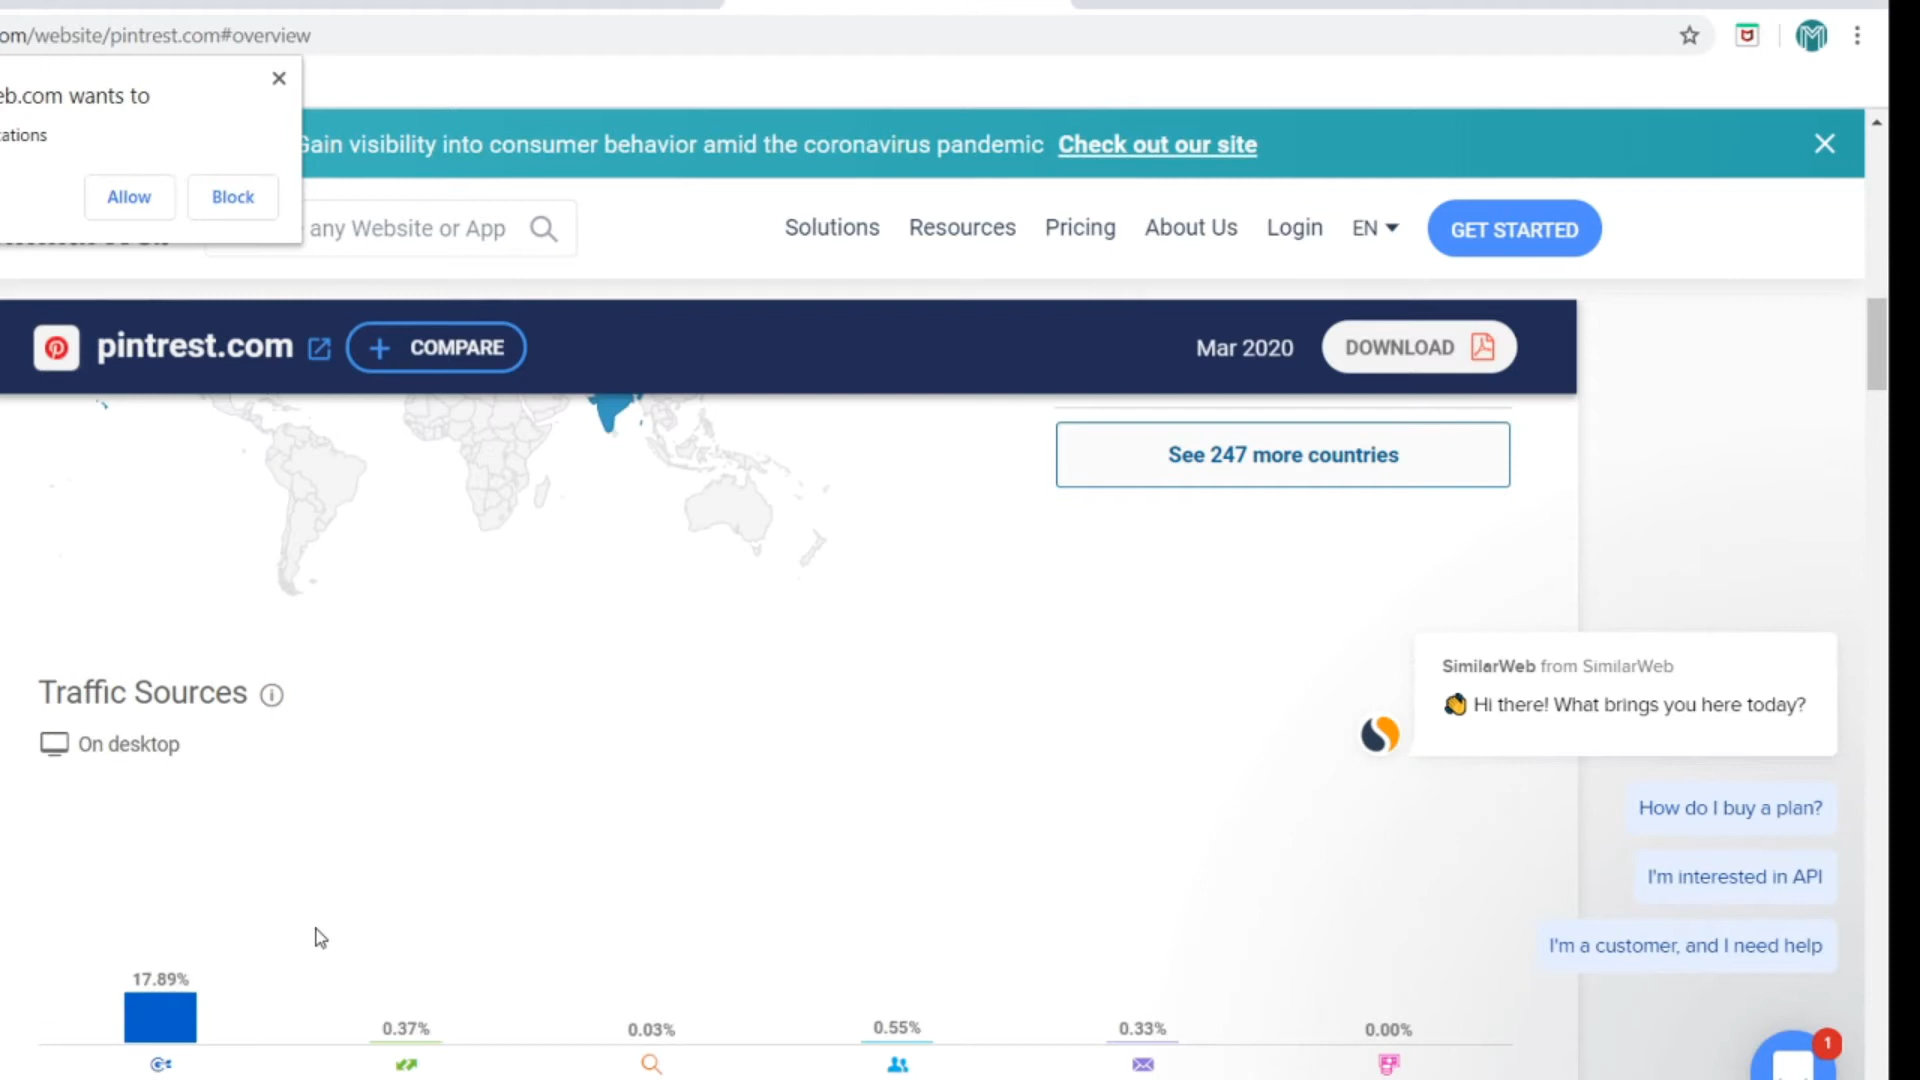 om/website/pintrest.com#overview
eb.com wants to
ations
Allow
Block
Gain visibility into consumer behavior amid the coronavirus pandemic Check out our site
any Website or App
Solutions
Resources
Pricing
About Us
Login
EN
GET STARTED
pintrest.com
+ COMPARE
Mar 2020
DOWNLOAD
See 247 more countries
Traffic Sources
On desktop
SimilarWeb from SimilarWeb
Hi there! What brings you here today?
How do I buy a plan?
I'm interested in API
I'm a customer, and I need help
17.89%
0.37%
0.03%
0.55%
0.33%
0.00%
1